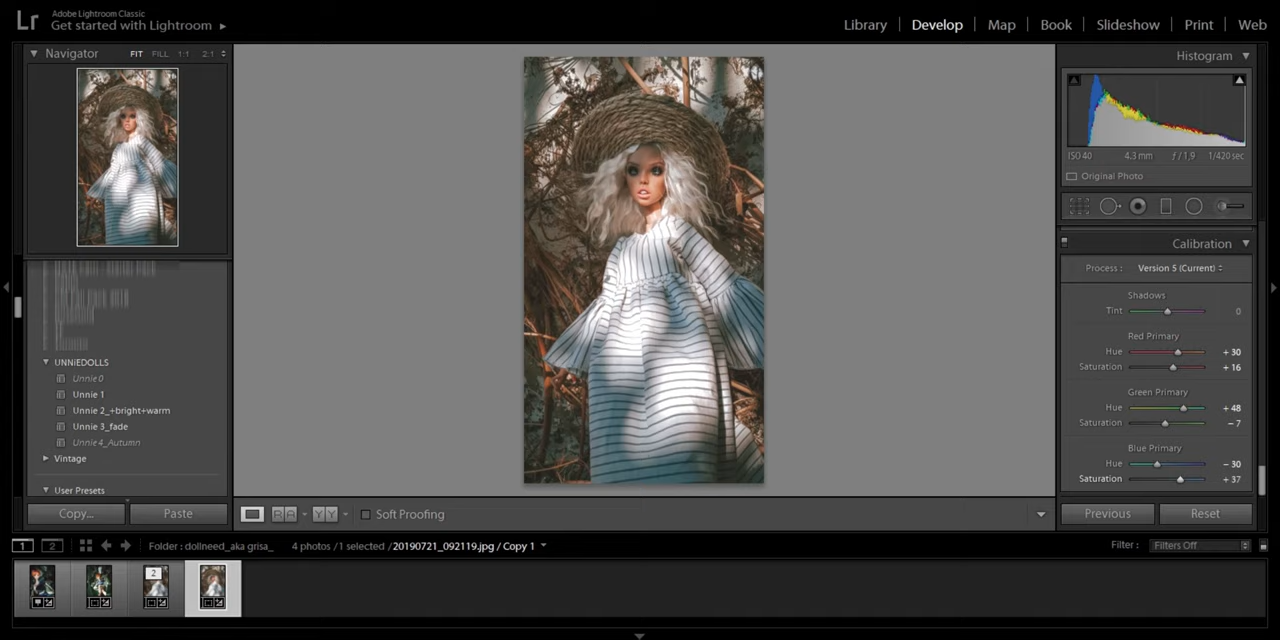 Lr
Adobe Lightroom Classic
Get started with Lightroom
Library
Develop
Map
Book
Slideshow
Print
Web
Navigator
FIT
FILL
1:1
2:1
Histogram
ISO 40
4.3 mm
ƒ / 1.9
1/420 sec
Original Photo
Calibration
Process :
Version 5 (Current)
Shadows
Tint
0
Red Primary
Hue
+ 30
Saturation
+ 16
Green Primary
Hue
+ 48
Saturation
– 7
Blue Primary
Hue
– 30
Saturation
+ 37
UNNiEDOLLS
Unnie 0
Unnie 1
Unnie 2_+bright+warm
Unnie 3_fade
Unnie 4_Autumn
Vintage
User Presets
Copy...
Paste
R A
Y Y
Soft Proofing
Previous
Reset
1
2
Folder : dollneed_aka grisa_
4 photos / 1 selected / 20190721_092119.jpg / Copy 1
Filter :
Filters Off
2